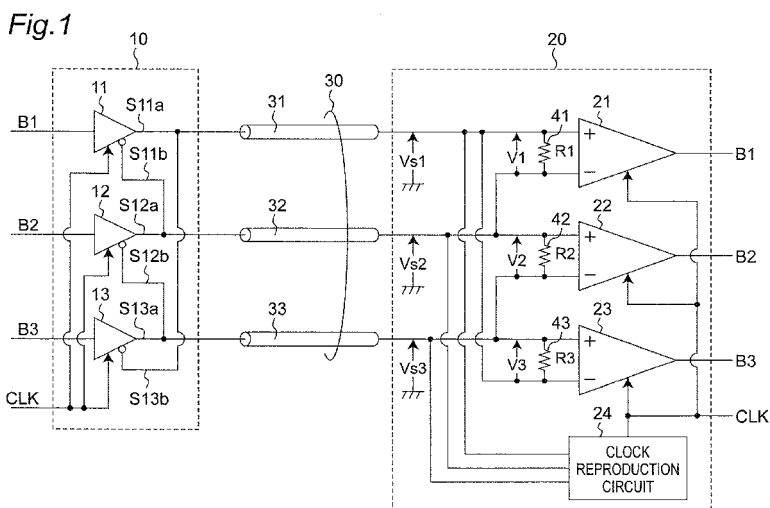 Fig.1
10
20
11
S11a
30
31
21
41
B1
S11b
Vs1
V1
R1
+
−
B1
12
S12a
32
22
42
B2
S12b
Vs2
V2
R2
+
−
B2
13
S13a
33
23
43
B3
S13b
Vs3
V3
R3
+
−
B3
CLK
24
CLK
CLOCK
REPRODUCTION
CIRCUIT